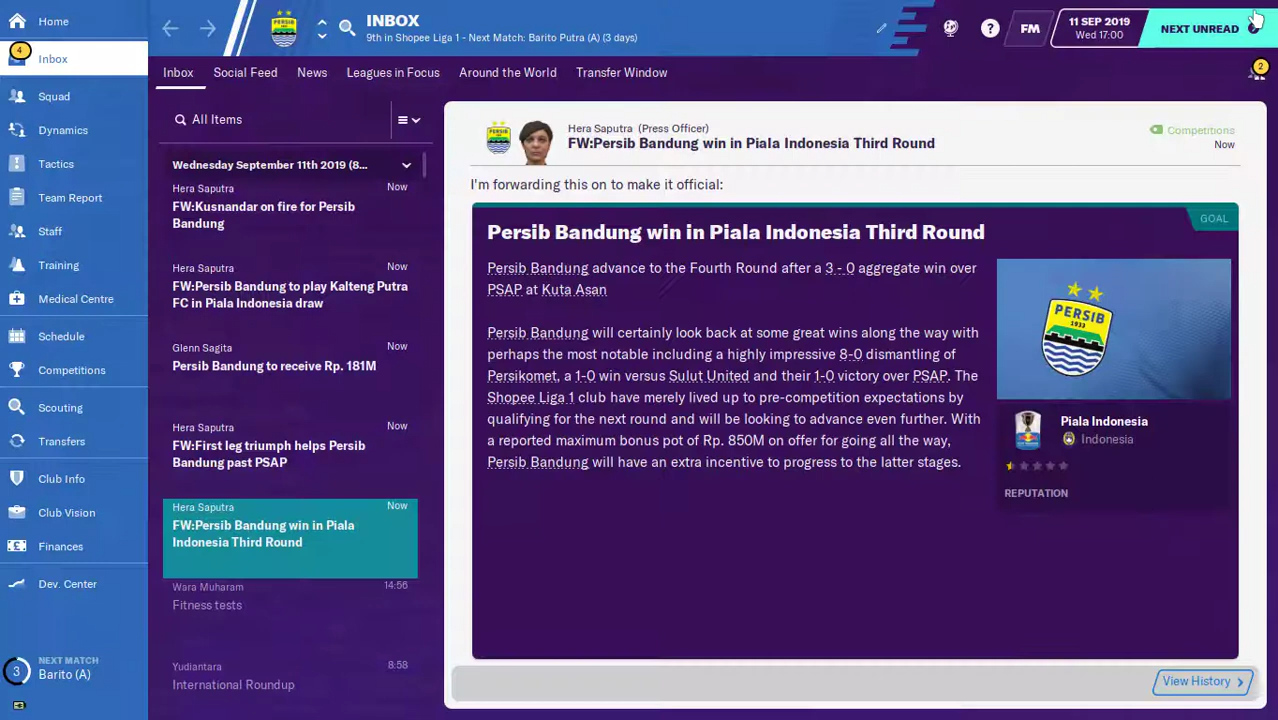 Home
4
Inbox
Squad
Dynamics
Tactics
Team Report
Staff
Training
Medical Centre
Schedule
Competitions
Scouting
Transfers
Club Info
Club Vision
Finances
Dev. Center
3
NEXT MATCH
Barito (A)
INBOX
9th in Shopee Liga 1 - Next Match: Barito Putra (A) (3 days)
?
FM
11 SEP 2019
Wed 17:00
NEXT UNREAD
Inbox
Social Feed
News
Leagues in Focus
Around the World
Transfer Window
2
All Items
Wednesday September 11th 2019 (8...
Hera Saputra
Now
FW:Kusnandar on fire for Persib
Bandung
Hera Saputra
Now
FW:Persib Bandung to play Kalteng Putra
FC in Piala Indonesia draw
Glenn Sagita
Now
Persib Bandung to receive Rp. 181M
Hera Saputra
Now
FW:First leg triumph helps Persib
Bandung past PSAP
Hera Saputra
Now
FW:Persib Bandung win in Piala
Indonesia Third Round
Wara Muharam
14:56
Fitness tests
Yudiantara
8:58
International Roundup
Hera Saputra (Press Officer)
FW:Persib Bandung win in Piala Indonesia Third Round
Competitions
Now
I'm forwarding this on to make it official:
GOAL
Persib Bandung win in Piala Indonesia Third Round
Persib Bandung advance to the Fourth Round after a 3 - 0 aggregate win over
PSAP at Kuta Asan
Persib Bandung will certainly look back at some great wins along the way with
perhaps the most notable including a highly impressive 8-0 dismantling of
Persikomet, a 1-0 win versus Sulut United and their 1-0 victory over PSAP. The
Shopee Liga 1 club have merely lived up to pre-competition expectations by
qualifying for the next round and will be looking to advance even further. With
a reported maximum bonus pot of Rp. 850M on offer for going all the way,
Persib Bandung will have an extra incentive to progress to the latter stages.
PERSIB
1933
Piala Indonesia
Indonesia
REPUTATION
View History